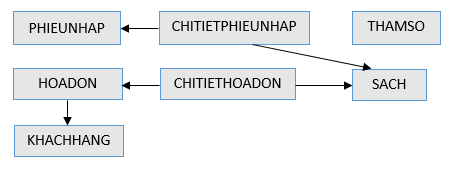 PHIEUNHAP
CHITIETPHIEUNHAP
THAMSO
HOADON
CHITIETHOADON
SACH
KHACHHANG